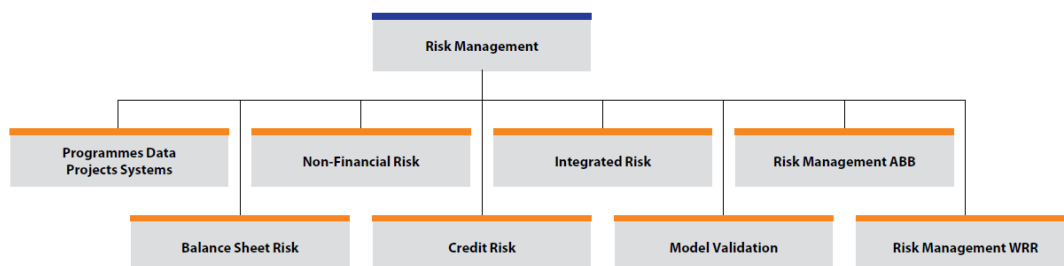 Risk Management
Programmes Data
Projects Systems
Non-Financial Risk
Integrated Risk
Risk Management ABB
Balance Sheet Risk
Credit Risk
Model Validation
Risk Management WRR